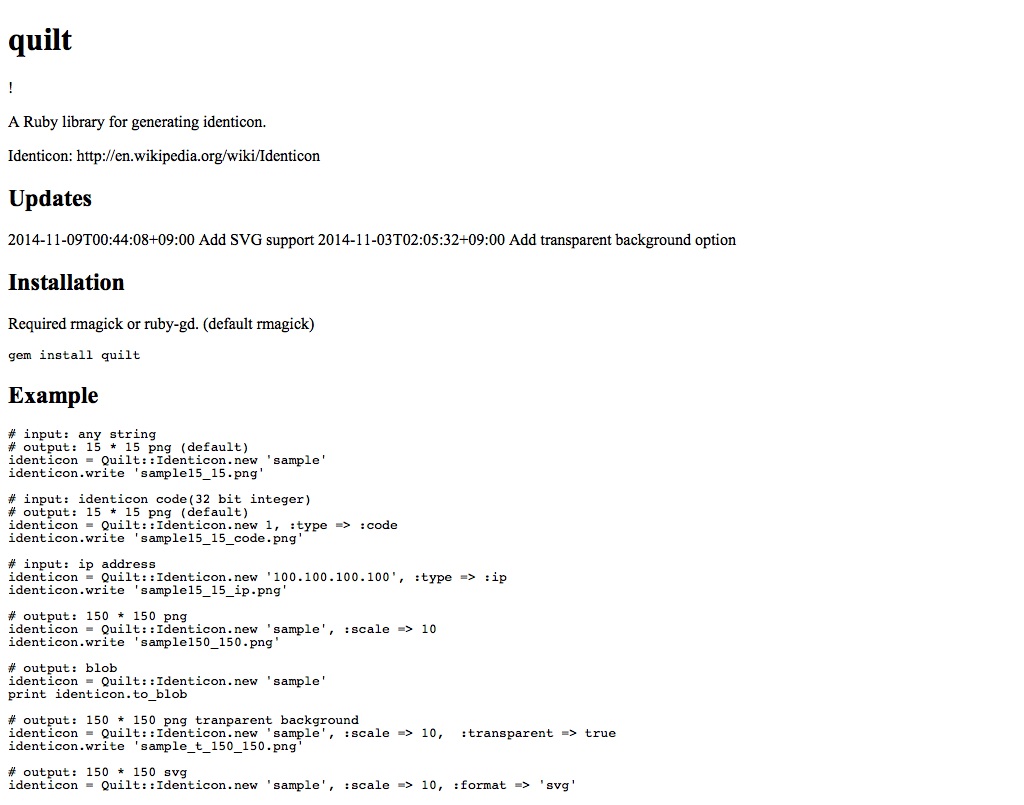 quilt
!
A Ruby library for generating identicon.
Identicon: http://en.wikipedia.org/wiki/Identicon
Updates
2014-11-09T00:44:08+09:00 Add SVG support 2014-11-03T02:05:32+09:00 Add transparent background option
Installation
Required rmagick or ruby-gd. (default rmagick)
gem install quilt
Example
# input: any string
# output: 15 * 15 png (default)
identicon = Quilt::Identicon.new 'sample'
identicon.write 'sample15_15.png'
# input: identicon code(32 bit integer)
# output: 15 * 15 png (default)
identicon = Quilt::Identicon.new 1, :type => :code
identicon.write 'sample15_15_code.png'
# input: ip address
identicon = Quilt::Identicon.new '100.100.100.100', :type => :ip
identicon.write 'sample15_15_ip.png'
# output: 150 * 150 png
identicon = Quilt::Identicon.new 'sample', :scale => 10
identicon.write 'sample150_150.png'
# output: blob
identicon = Quilt::Identicon.new 'sample'
print identicon.to_blob
# output: 150 * 150 png tranparent background
identicon = Quilt::Identicon.new 'sample', :scale => 10,  :transparent => true
identicon.write 'sample_t_150_150.png'
# output: 150 * 150 svg
identicon = Quilt::Identicon.new 'sample', :scale => 10, :format => 'svg'